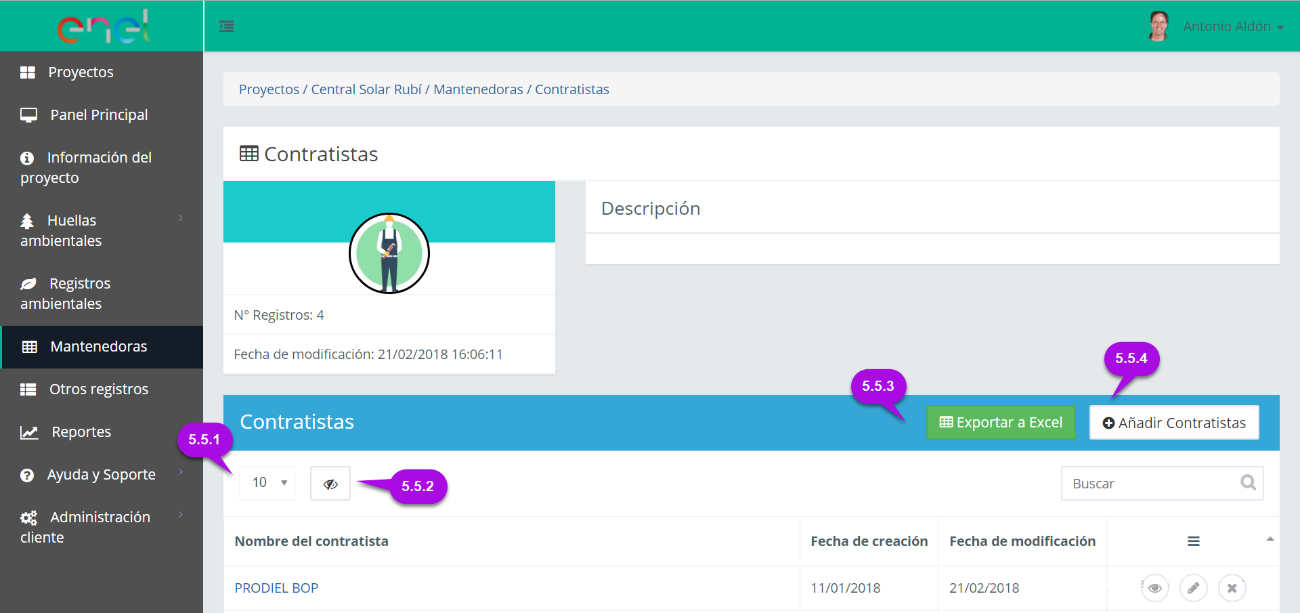 enel
Antonio Aldón
Proyectos
Panel Principal
Información del
proyecto
Huellas
ambientales
Registros
ambientales
Mantenedoras
Otros registros
Reportes
Ayuda y Soporte
Administración
cliente
Proyectos / Central Solar Rubí / Mantenedoras / Contratistas
Contratistas
Descripción
N° Registros: 4
Fecha de modificación: 21/02/2018 16:06:11
5.5.4
5.5.3
Contratistas
Exportar a Excel
Añadir Contratistas
5.5.1
10
5.5.2
Buscar
Nombre del contratista
Fecha de creación
Fecha de modificación
PRODIEL BOP
11/01/2018
21/02/2018